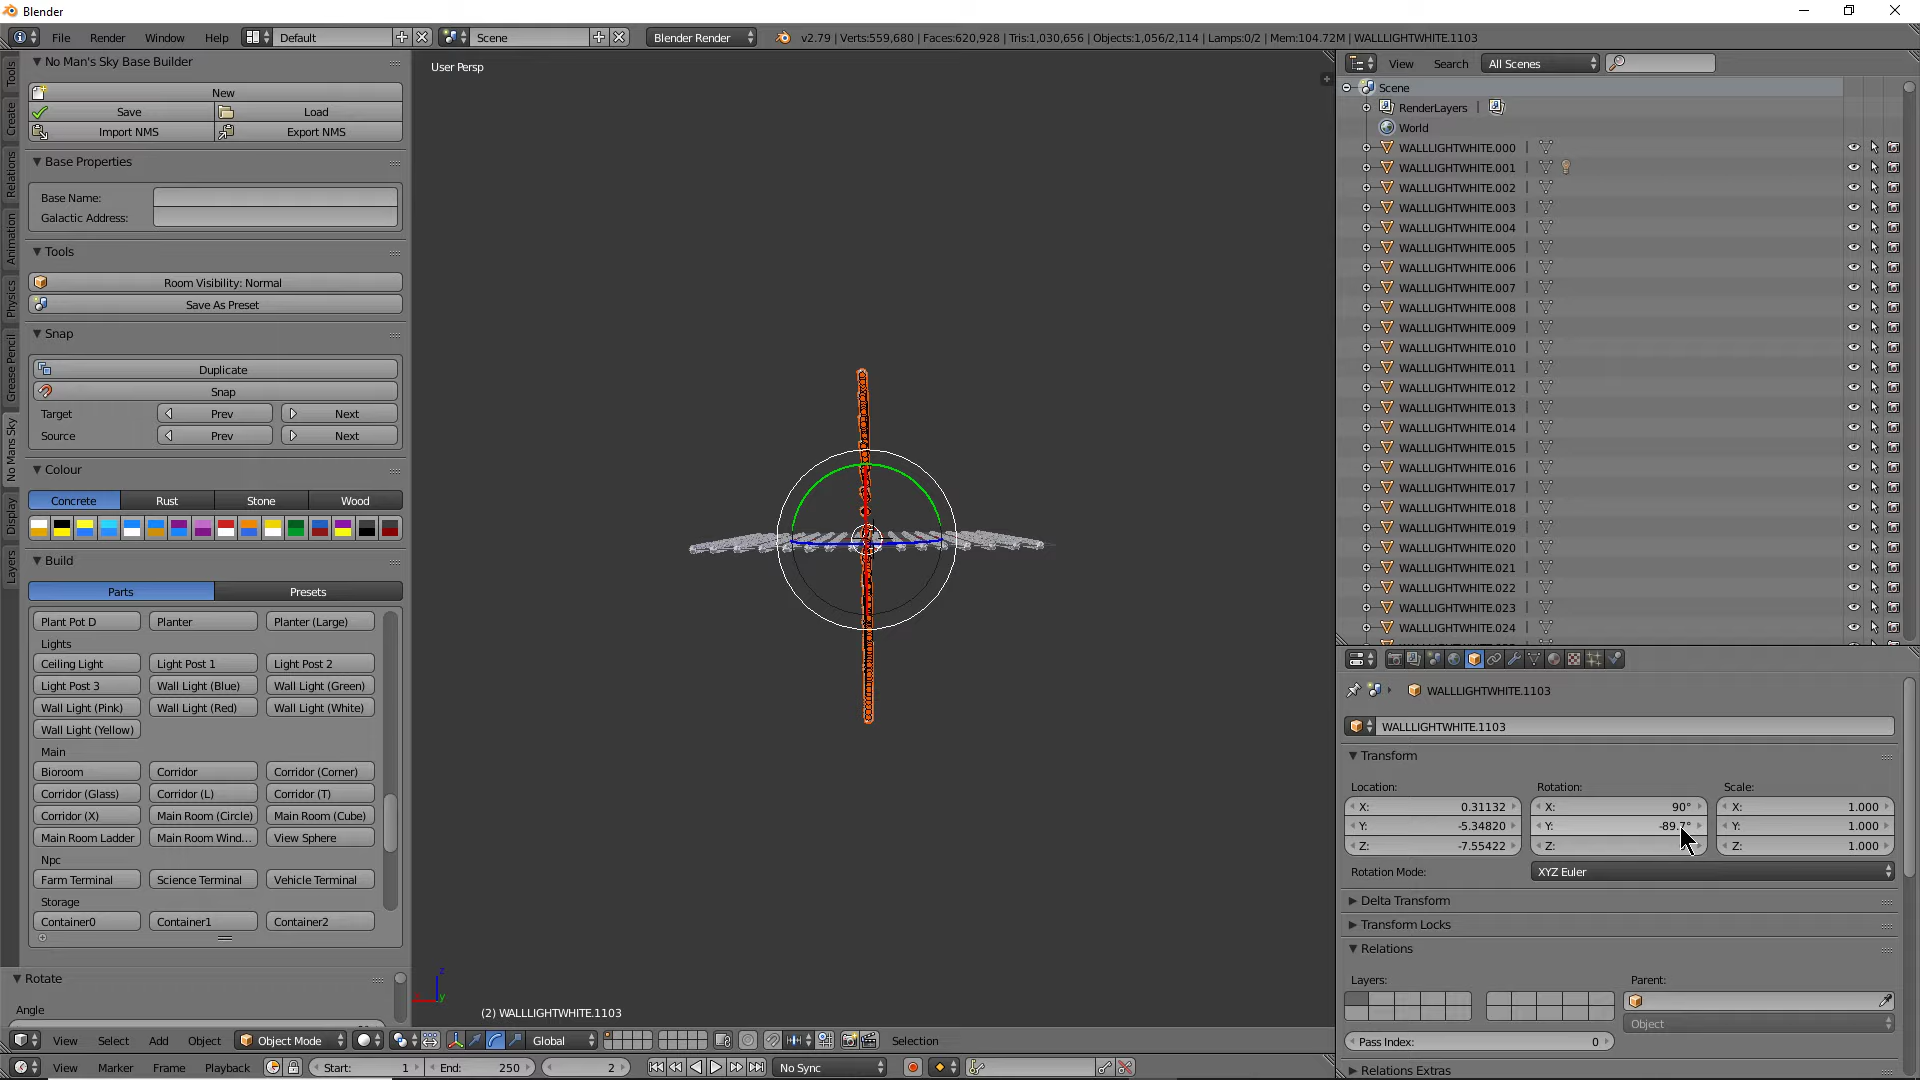 Blender
File Render Window Help Default Scene Blender Render v2.79 | Verts:559,680 | Faces:620,928 | Tris:1,030,656 | Objects:1,056/2,114 | Lamps:0/2 | Mem:104.72M | WALLLIGHTWHITE.1103
Tools
Create
Relations
Animation
Physics
Grease Pencil
No Mans Sky
Display
Layers
No Man's Sky Base Builder
New
Save Load
Import NMS Export NMS
Base Properties
Base Name:
Galactic Address:
Tools
Room Visibility: Normal
Save As Preset
Snap
Duplicate
Snap
Target Prev Next
Source Prev Next
Colour
Concrete Rust Stone Wood
Build
Parts Presets
Plant Pot D Planter Planter (Large)
Lights
Ceiling Light Light Post 1 Light Post 2
Light Post 3 Wall Light (Blue) Wall Light (Green)
Wall Light (Pink) Wall Light (Red) Wall Light (White)
Wall Light (Yellow)
Main
Bioroom Corridor Corridor (Corner)
Corridor (Glass) Corridor (L) Corridor (T)
Corridor (X) Main Room (Circle) Main Room (Cube)
Main Room Ladder Main Room Wind... View Sphere
Npc
Farm Terminal Science Terminal Vehicle Terminal
Storage
Container0 Container1 Container2
Rotate
Angle
User Persp
z
y
(2) WALLLIGHTWHITE.1103
View Select Add Object Object Mode Global Selection
View Marker Frame Playback Start: 1 End: 250 2 No Sync
View Search All Scenes
Scene
RenderLayers |
World
WALLLIGHTWHITE.000 |
WALLLIGHTWHITE.001 |
WALLLIGHTWHITE.002 |
WALLLIGHTWHITE.003 |
WALLLIGHTWHITE.004 |
WALLLIGHTWHITE.005 |
WALLLIGHTWHITE.006 |
WALLLIGHTWHITE.007 |
WALLLIGHTWHITE.008 |
WALLLIGHTWHITE.009 |
WALLLIGHTWHITE.010 |
WALLLIGHTWHITE.011 |
WALLLIGHTWHITE.012 |
WALLLIGHTWHITE.013 |
WALLLIGHTWHITE.014 |
WALLLIGHTWHITE.015 |
WALLLIGHTWHITE.016 |
WALLLIGHTWHITE.017 |
WALLLIGHTWHITE.018 |
WALLLIGHTWHITE.019 |
WALLLIGHTWHITE.020 |
WALLLIGHTWHITE.021 |
WALLLIGHTWHITE.022 |
WALLLIGHTWHITE.023 |
WALLLIGHTWHITE.024 |
WALLLIGHTWHITE.1103
WALLLIGHTWHITE.1103
Transform
Location: Rotation: Scale:
X: 0.31132 X: 90° X: 1.000
Y: -5.34820 Y: -89.7° Y: 1.000
Z: -7.55422 Z: Z: 1.000
Rotation Mode: XYZ Euler
Delta Transform
Transform Locks
Relations
Layers: Parent:
Object
Pass Index: 0
Relations Extras